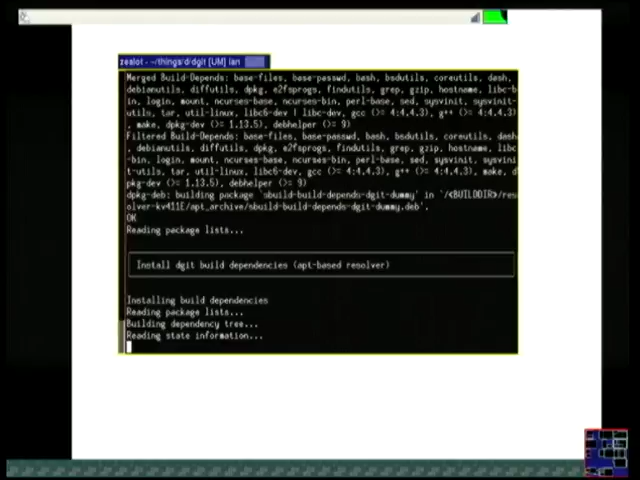 zealot - ~/things/d/dgit [UM] ian
Merged Build-Depends: base-files, base-passwd, bash, bsdutils, coreutils, dash,
debianutils, diffutils, dpkg, e2fsprogs, findutils, grep, gzip, hostname, libc-b
in, login, mount, ncurses-base, ncurses-bin, perl-base, sed, sysvinit, sysvinit-
utils, tar, util-linux, libc6-dev | libc-dev, gcc (>= 4:4.4.3), g++ (>= 4:4.4.3)
, make, dpkg-dev (>= 1.13.5), debhelper (>= 9)
Filtered Build-Depends: base-files, base-passwd, bash, bsdutils, coreutils, dash
, debianutils, diffutils, dpkg, e2fsprogs, findutils, grep, gzip, hostname, libc
-bin, login, mount, ncurses-base, ncurses-bin, perl-base, sed, sysvinit, sysvini
t-utils, tar, util-linux, libc6-dev, gcc (>= 4:4.4.3), g++ (>= 4:4.4.3), make, d
pkg-dev (>= 1.13.5), debhelper (>= 9)
dpkg-deb: building package `sbuild-build-depends-dgit-dummy' in `/<BUILDDIR>/res
olver-kv411E/apt_archive/sbuild-build-depends-dgit-dummy.deb'.
OK
Reading package lists...
Install dgit build dependencies (apt-based resolver)
Installing build dependencies
Reading package lists...
Building dependency tree...
Reading state information...